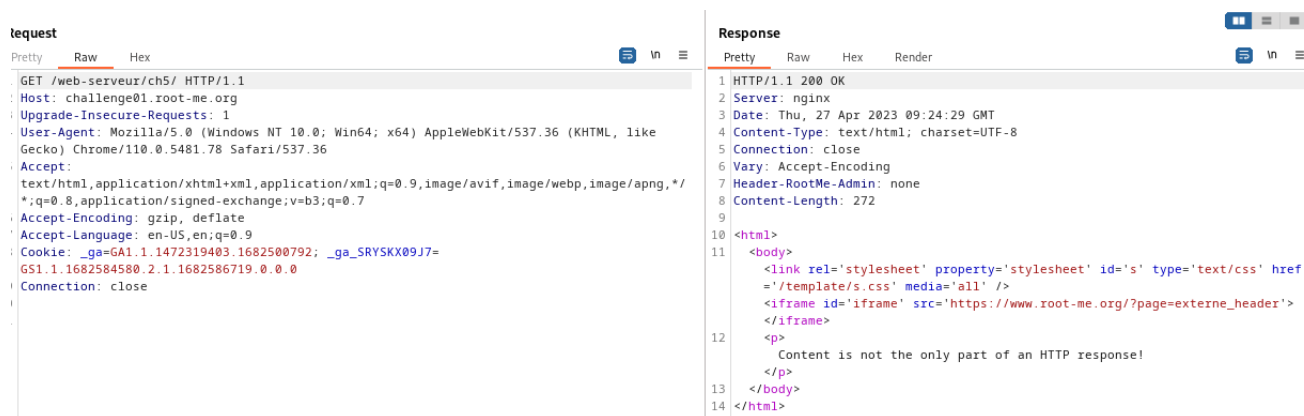 Request
Response
Pretty Raw Hex \n
Pretty Raw Hex Render \n
GET /web-serveur/ch5/ HTTP/1.1
Host: challenge01.root-me.org
Upgrade-Insecure-Requests: 1
User-Agent: Mozilla/5.0 (Windows NT 10.0; Win64; x64) AppleWebKit/537.36 (KHTML, like
Gecko) Chrome/110.0.5481.78 Safari/537.36
Accept:
text/html,application/xhtml+xml,application/xml;q=0.9,image/avif,image/webp,image/apng,*/
*;q=0.8,application/signed-exchange;v=b3;q=0.7
Accept-Encoding: gzip, deflate
Accept-Language: en-US,en;q=0.9
Cookie: _ga=GA1.1.1472319403.1682500792; _ga_SRYSKX09J7=
GS1.1.1682584580.2.1.1682586719.0.0.0
Connection: close
1 HTTP/1.1 200 OK
2 Server: nginx
3 Date: Thu, 27 Apr 2023 09:24:29 GMT
4 Content-Type: text/html; charset=UTF-8
5 Connection: close
6 Vary: Accept-Encoding
7 Header-RootMe-Admin: none
8 Content-Length: 272
9
10 <html>
11 <body>
<link rel='stylesheet' property='stylesheet' id='s' type='text/css' href
='/template/s.css' media='all' />
<iframe id='iframe' src='https://www.root-me.org/?page=externe_header'>
</iframe>
12 <p>
Content is not the only part of an HTTP response!
</p>
13 </body>
14 </html>